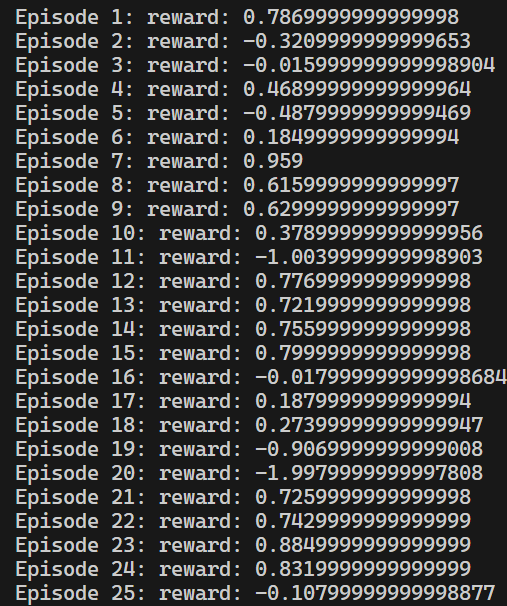 Episode 1: reward: 0.7869999999999998
Episode 2: reward: -0.3209999999999653
Episode 3: reward: -0.015999999999998904
Episode 4: reward: 0.46899999999999964
Episode 5: reward: -0.4879999999999469
Episode 6: reward: 0.1849999999999994
Episode 7: reward: 0.959
Episode 8: reward: 0.6159999999999997
Episode 9: reward: 0.6299999999999997
Episode 10: reward: 0.37899999999999956
Episode 11: reward: -1.0039999999998903
Episode 12: reward: 0.7769999999999998
Episode 13: reward: 0.7219999999999998
Episode 14: reward: 0.7559999999999998
Episode 15: reward: 0.7999999999999998
Episode 16: reward: -0.017999999999998684
Episode 17: reward: 0.1879999999999994
Episode 18: reward: 0.27399999999999947
Episode 19: reward: -0.9069999999999008
Episode 20: reward: -1.9979999999997808
Episode 21: reward: 0.7259999999999998
Episode 22: reward: 0.7429999999999999
Episode 23: reward: 0.8849999999999999
Episode 24: reward: 0.8319999999999999
Episode 25: reward: -0.10799999999998877